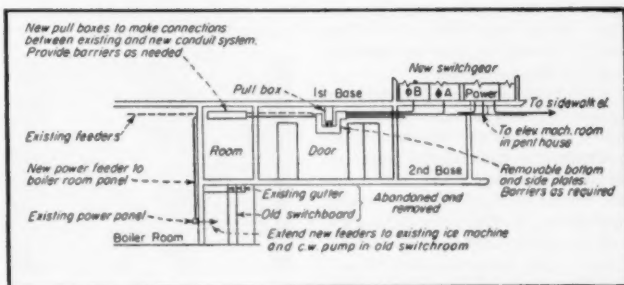 New pull boxes to make connections
between existing and new conduit system.
Provide barriers as needed
New switchgear
Pull box
1st Base
ϕB
ϕA
Power
To sidewalk el.
Existing feeders
To elev. mach. room
in pent house
Room
Door
New power feeder to
boiler room panel
2nd Base
Removable bottom
and side plates.
Barriers as required
Existing gutter
Abandoned and
removed
Old switchboard
Existing power panel
Boiler Room
Extend new feeders to existing ice machine
and c.w. pump in old switchroom